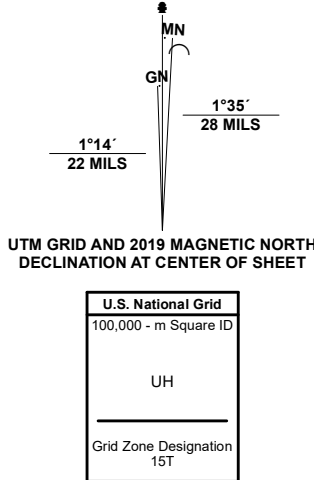 MN
GN
1°35´
28 MILS
1°14´
22 MILS
UTM GRID AND 2019 MAGNETIC NORTH
DECLINATION AT CENTER OF SHEET
U.S. National Grid
100,000 - m Square ID
UH
Grid Zone Designation
15T